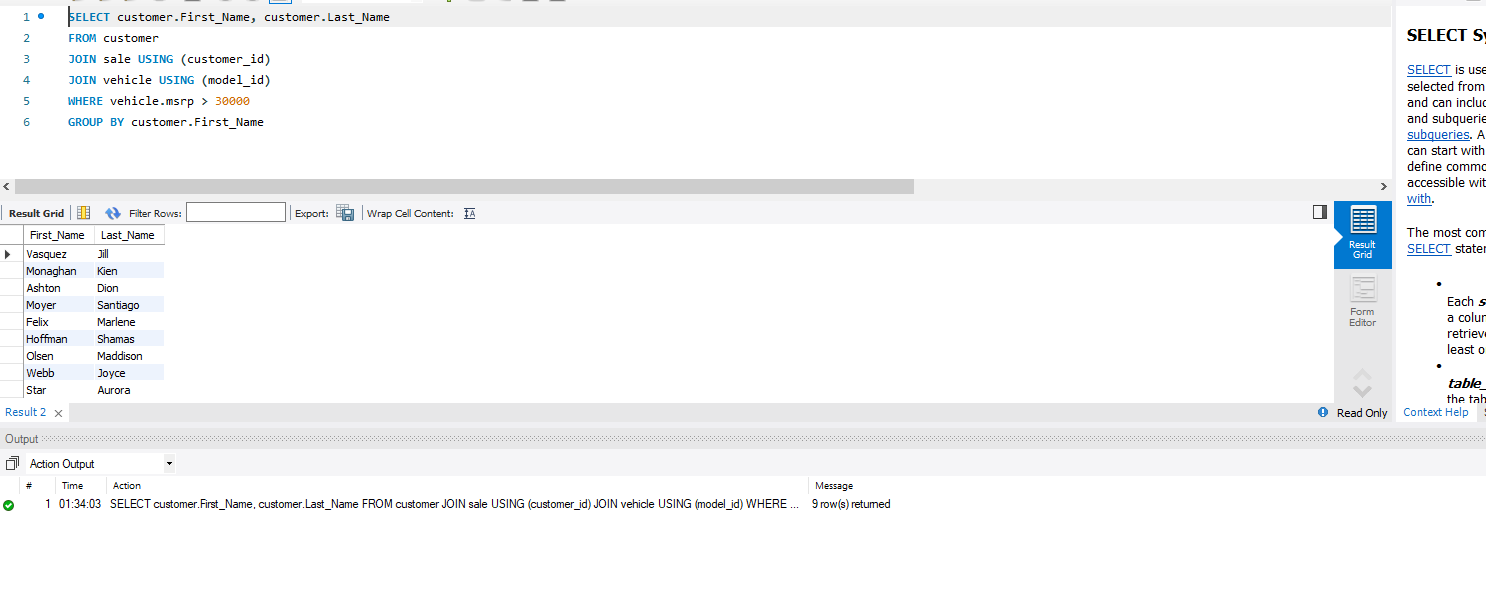 1 SELECT customer.First_Name, customer.Last_Name
2 FROM customer
3 JOIN sale USING (customer_id)
4 JOIN vehicle USING (model_id)
5 WHERE vehicle.msrp > 30000
6 GROUP BY customer.First_Name
SELECT Sy
SELECT is use
selected from
and can includ
and subquerie
subqueries. A
can start with
define commo
accessible wit
with.
The most com
SELECT stater
• Each s
a colur
retriev
least o
• table_
the tab
Result Grid Filter Rows: Export: Wrap Cell Content: IA
First_Name Last_Name
Vasquez Jill
Monaghan Kien
Ashton Dion
Moyer Santiago
Felix Marlene
Hoffman Shamas
Olsen Maddison
Webb Joyce
Star Aurora
Result
Grid
Form
Editor
Result 2 Read Only Context Help
Output
Action Output
# Time Action Message
1 01:34:03 SELECT customer.First_Name, customer.Last_Name FROM customer JOIN sale USING (customer_id) JOIN vehicle USING (model_id) WHERE ... 9 row(s) returned